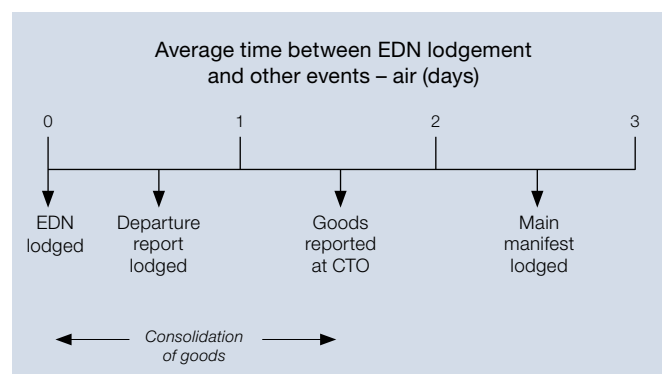 Average time between EDN lodgement
and other events – air (days)
0 1 2 3
EDN
lodged
Departure
report
lodged
Goods
reported
at CTO
Main
manifest
lodged
Consolidation
of goods